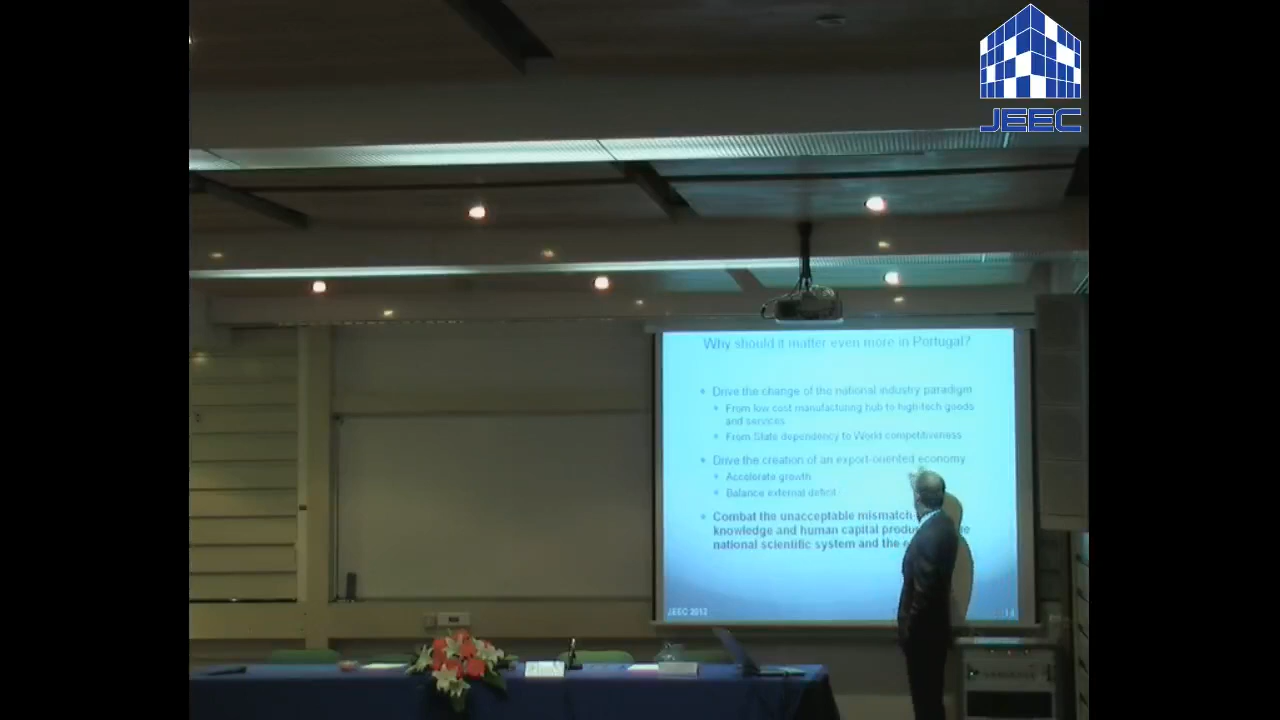 JEEC
Why should it matter even more in Portugal?
Drive the change of the national industry paradigm
From low cost manufacturing hub to high-tech goods
and services
From State dependency to World competitiveness
Drive the creation of an export-oriented economy
Accelerate growth
Balance external deficit
Combat the unacceptable mismatch
knowledge and human capital
national scientific system and the
JEEC 2013